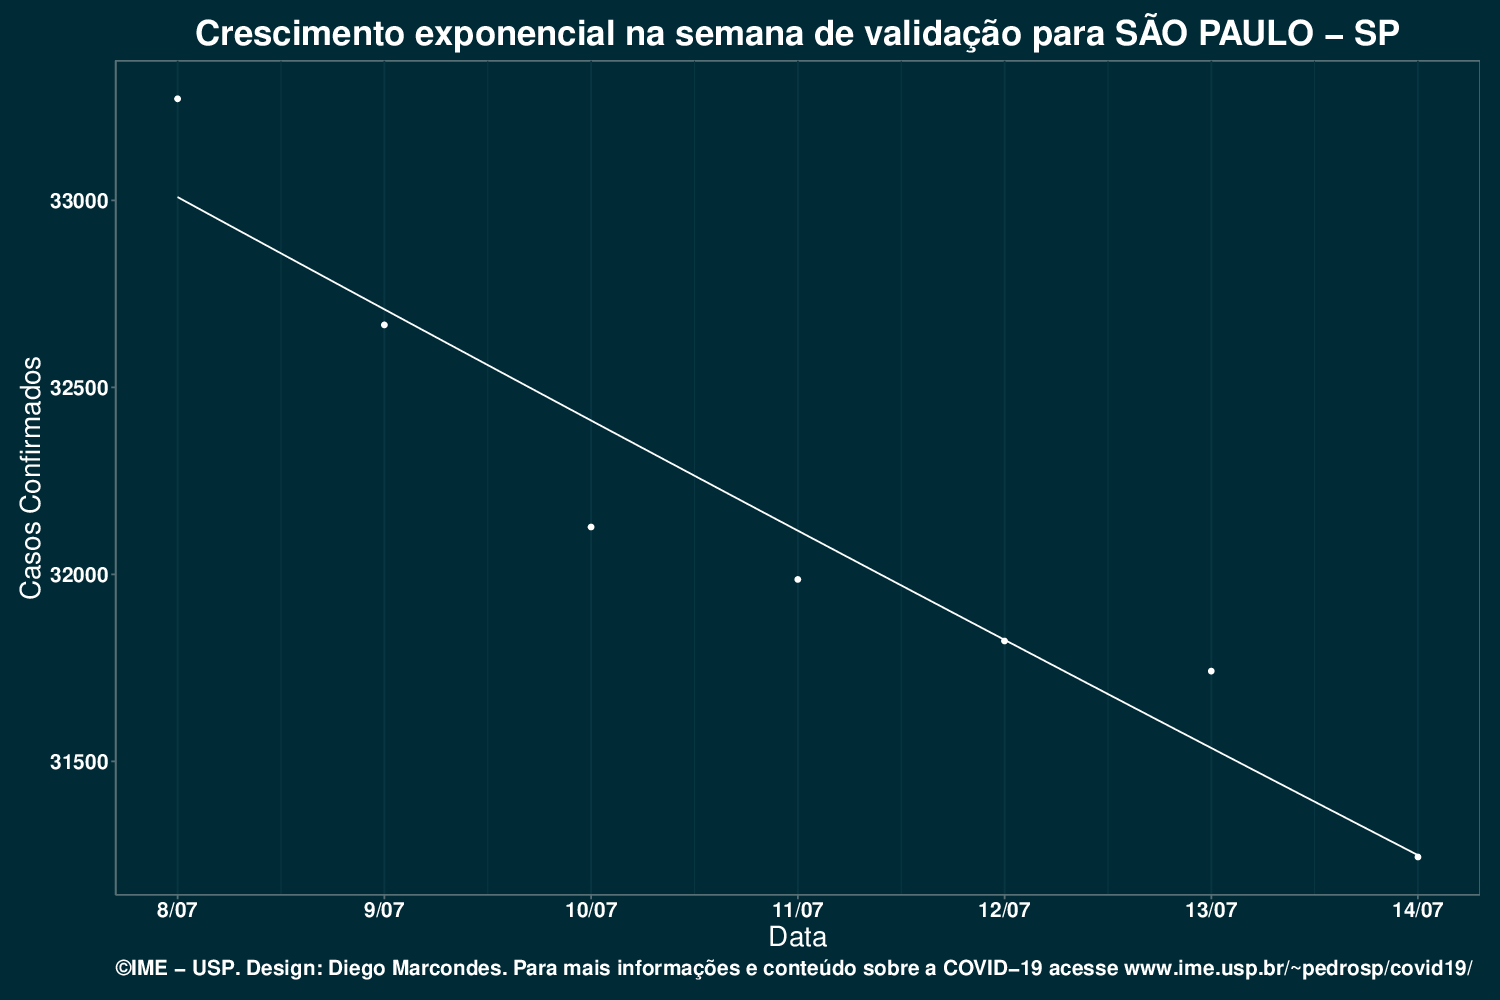 Crescimento exponencial na semana de validação para SÃO PAULO − SP
Casos Confirmados
33000
32500
32000
31500
8/07 9/07 10/07 11/07 12/07 13/07 14/07
Data
©IME − USP. Design: Diego Marcondes. Para mais informações e conteúdo sobre a COVID−19 acesse www.ime.usp.br/~pedrosp/covid19/